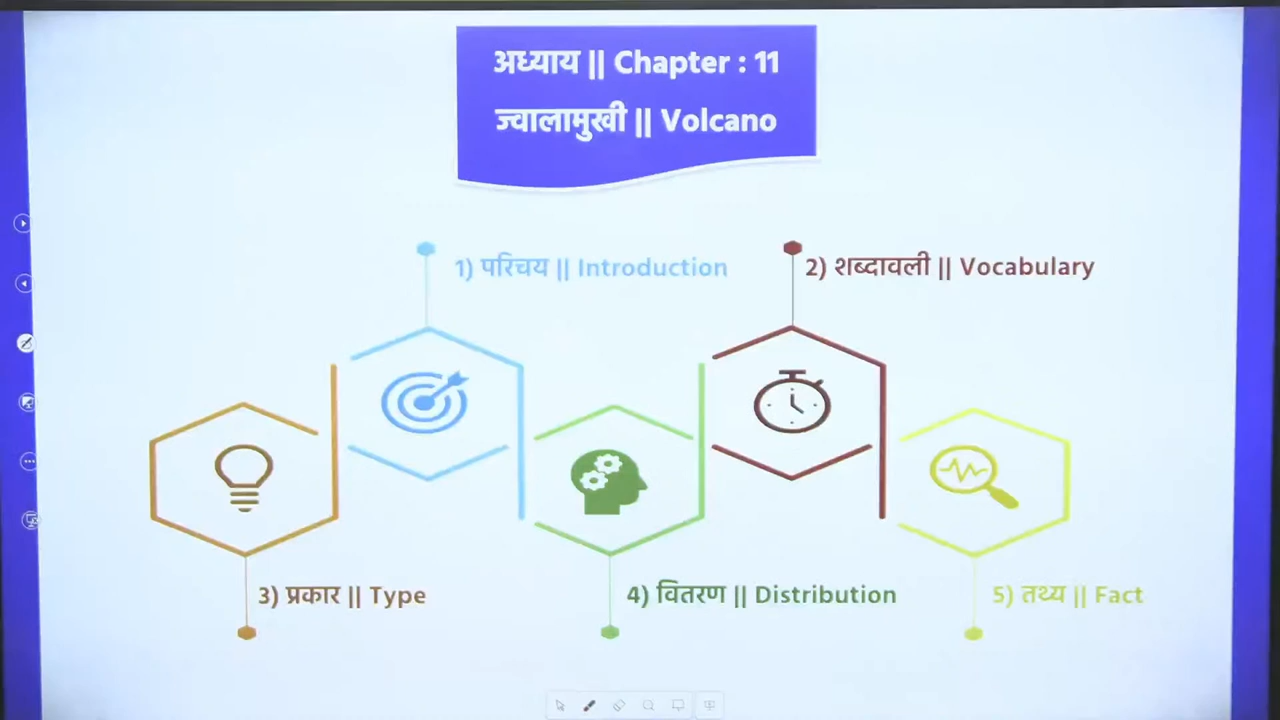 अध्याय || Chapter : 11
ज्वालामुखी || Volcano
1) परिचय || Introduction
2) शब्दावली || Vocabulary
3) प्रकार || Type
4) वितरण || Distribution
5) तथ्य || Fact